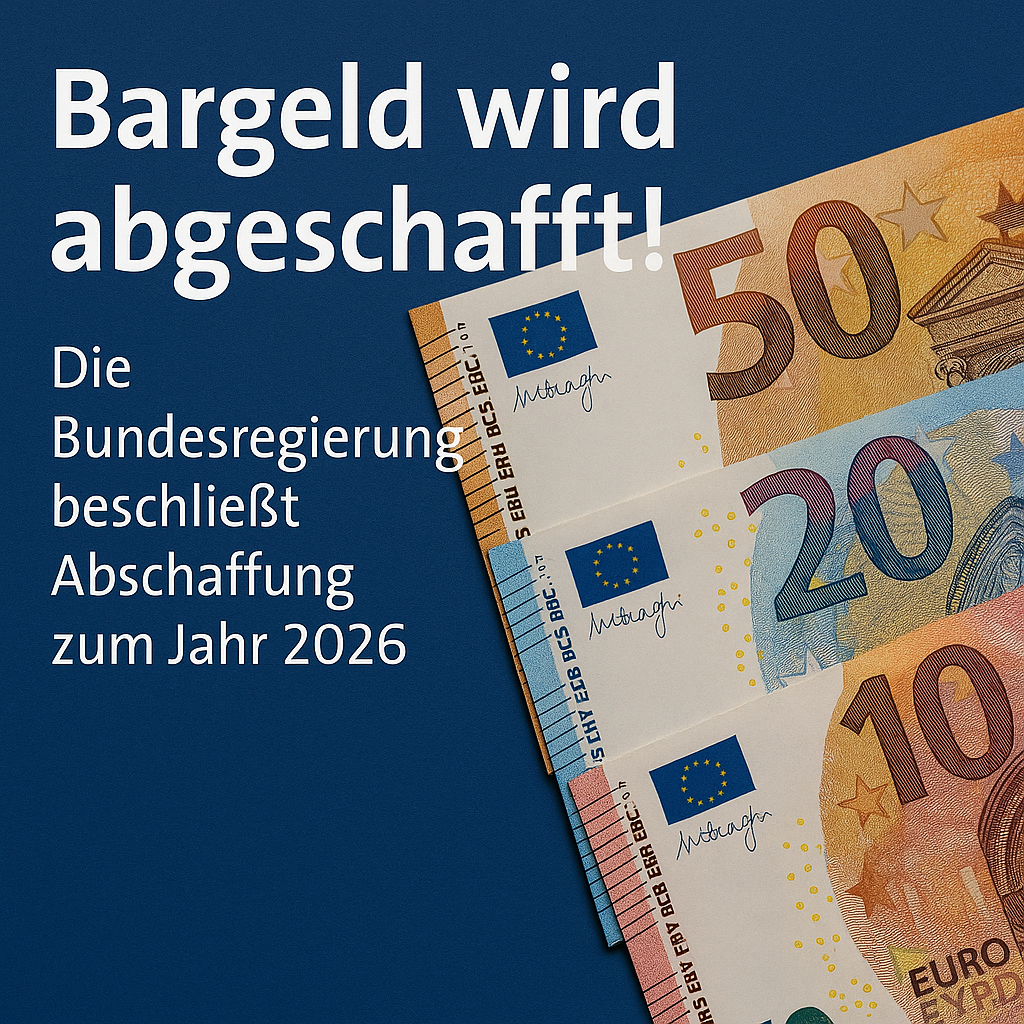 Bargeld wird
abgeschafft!
Die
Bundesregierung
beschließt
Abschaffung
zum Jahr 2026
50
20
10
EURO